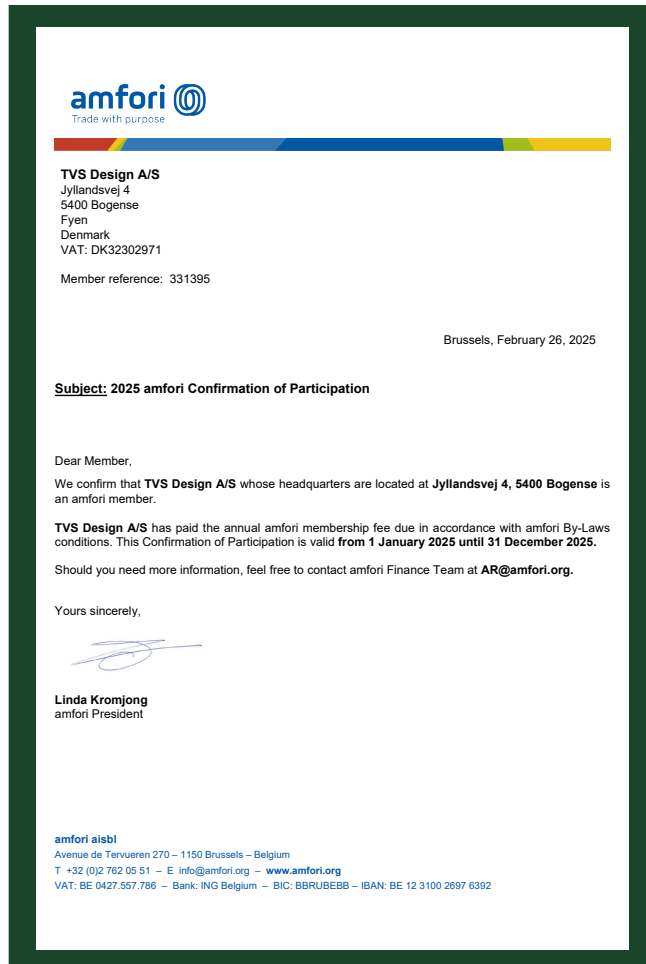 amfori
Trade with purpose
TVS Design A/S
Jyllandsvej 4
5400 Bogense
Fyen
Denmark
VAT: DK32302971
Member reference: 331395
Brussels, February 26, 2025
Subject: 2025 amfori Confirmation of Participation
Dear Member,
We confirm that TVS Design A/S whose headquarters are located at Jyllandsvej 4, 5400 Bogense is
an amfori member.
TVS Design A/S has paid the annual amfori membership fee due in accordance with amfori By-Laws
conditions. This Confirmation of Participation is valid from 1 January 2025 until 31 December 2025.
Should you need more information, feel free to contact amfori Finance Team at AR@amfori.org.
Yours sincerely,
Linda Kromjong
amfori President
amfori aisbl
Avenue de Tervueren 270 – 1150 Brussels – Belgium
T +32 (0)2 762 05 51 – E info@amfori.org – www.amfori.org
VAT: BE 0427.557.786 – Bank: ING Belgium – BIC: BBRUBEBB – IBAN: BE 12 3100 2697 6392